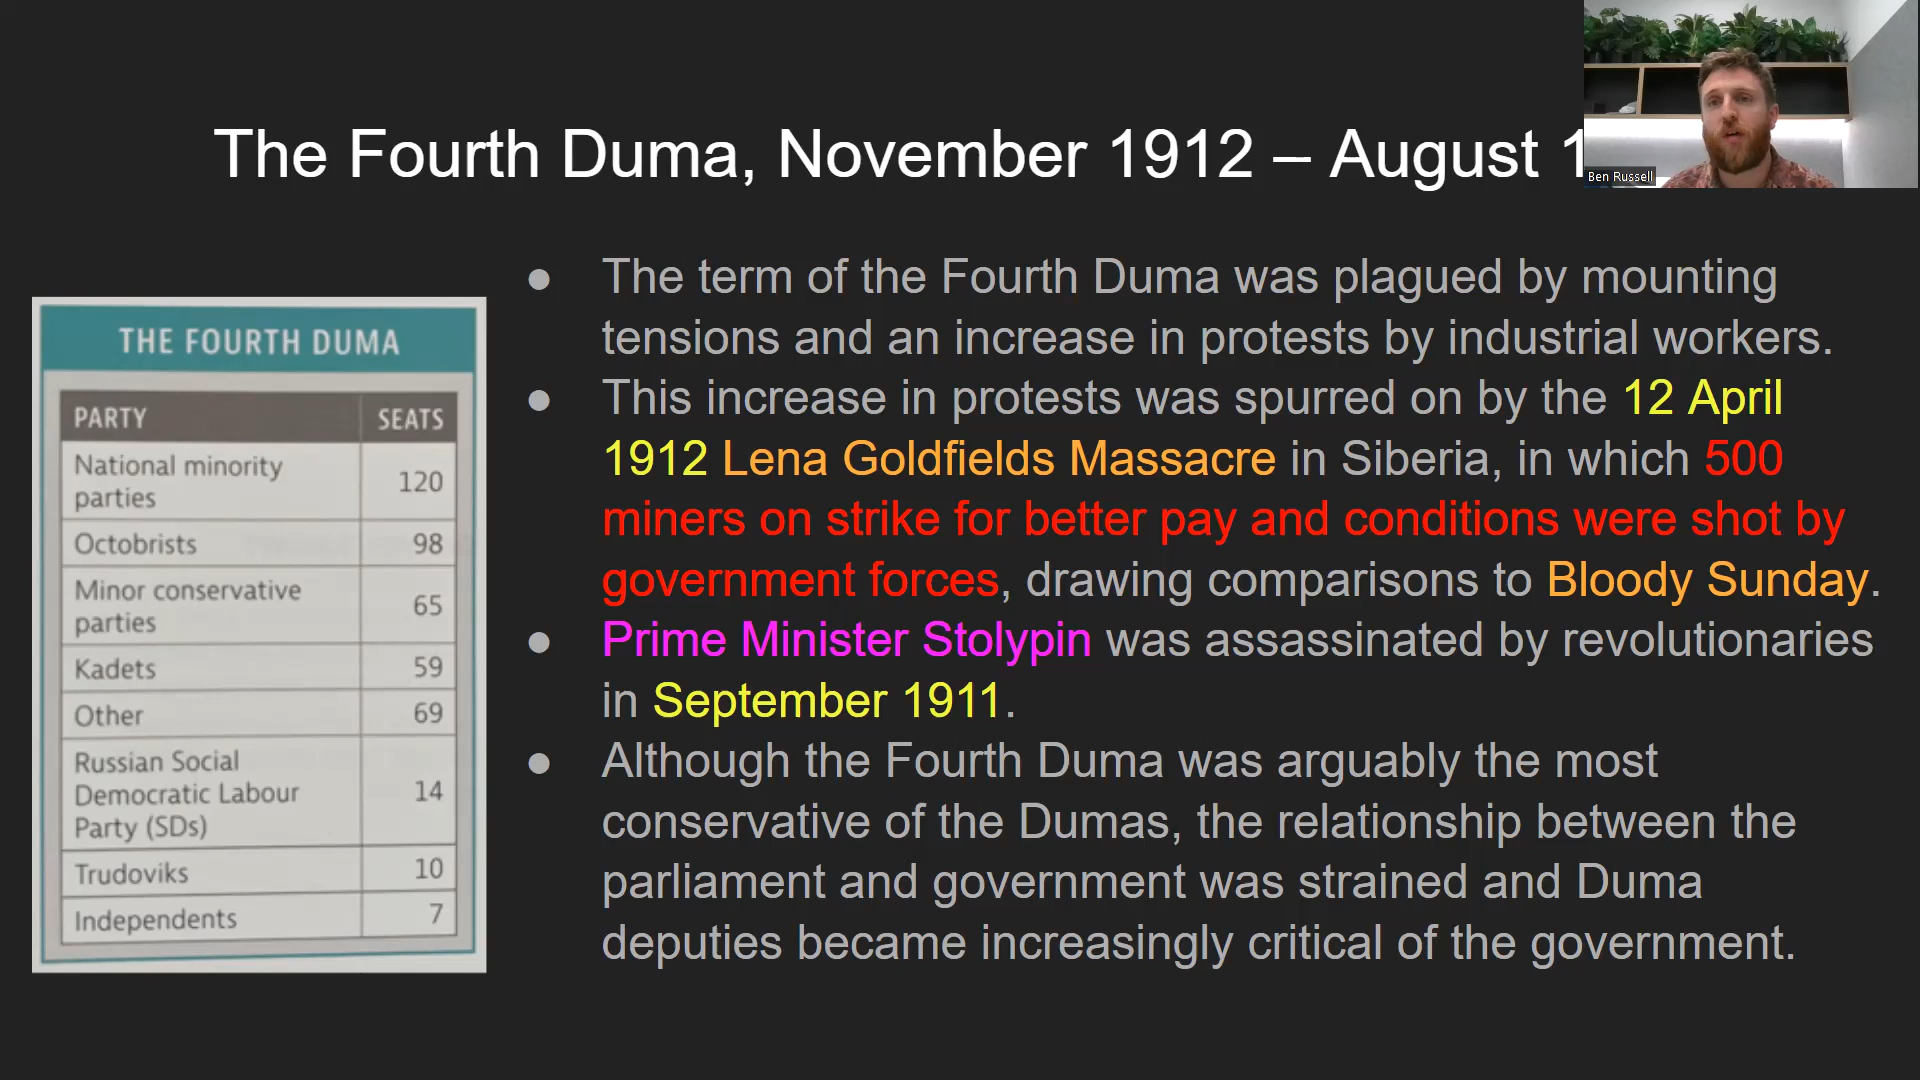 The Fourth Duma, November 1912 – August 1
Ben Russell
THE FOURTH DUMA
PARTY SEATS
National minority
parties 120
Octobrists 98
Minor conservative
parties 65
Kadets 59
Other 69
Russian Social
Democratic Labour
Party (SDs) 14
Trudoviks 10
Independents 7
● The term of the Fourth Duma was plagued by mounting
tensions and an increase in protests by industrial workers.
● This increase in protests was spurred on by the 12 April
1912 Lena Goldfields Massacre in Siberia, in which 500
miners on strike for better pay and conditions were shot by
government forces, drawing comparisons to Bloody Sunday.
● Prime Minister Stolypin was assassinated by revolutionaries
in September 1911.
● Although the Fourth Duma was arguably the most
conservative of the Dumas, the relationship between the
parliament and government was strained and Duma
deputies became increasingly critical of the government.